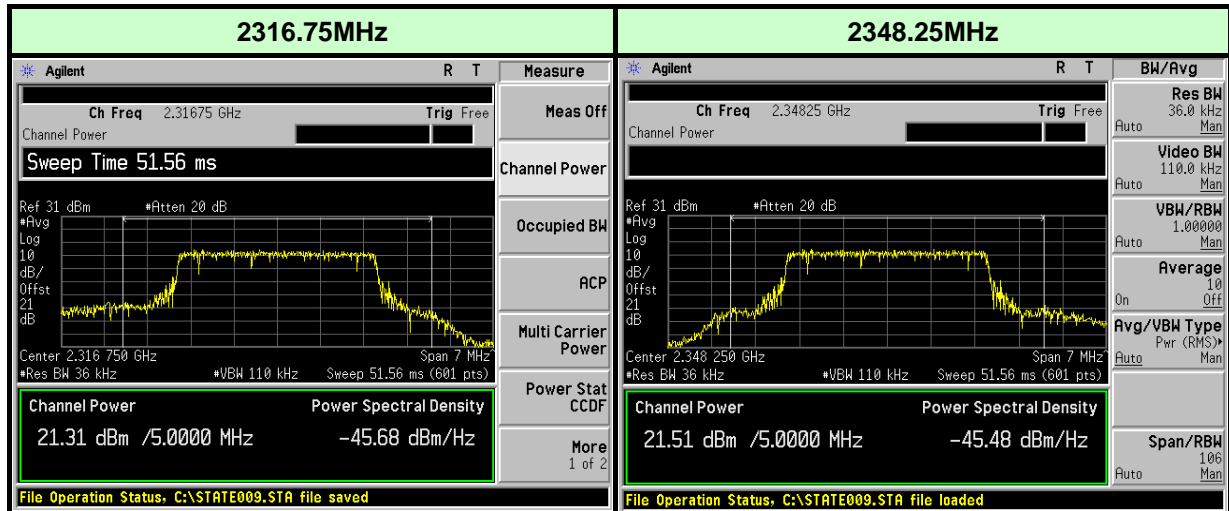 2316.75MHz
Agilent R T
Measure
Ch Freq 2.31675 GHz Trig Free
Channel Power
Sweep Time 51.56 ms
Ref 31 dBm #Atten 20 dB
#Avg
Log
10
dB/
Offst
21
dB
Center 2.316 750 GHz Span 7 MHz
#Res BW 36 kHz #VBW 110 kHz Sweep 51.56 ms (601 pts)
Channel Power Power Spectral Density
21.31 dBm /5.0000 MHz -45.68 dBm/Hz
File Operation Status, C:\STATE009.STA file saved
Meas Off
Channel Power
Occupied BW
ACP
Multi Carrier
Power
Power Stat
CCDF
More
1 of 2
2348.25MHz
Agilent R T
BW/Avg
Ch Freq 2.34825 GHz Trig Free
Channel Power
Ref 31 dBm #Atten 20 dB
#Avg
Log
10
dB/
Offst
21
dB
Center 2.348 250 GHz Span 7 MHz
#Res BW 36 kHz #VBW 110 kHz Sweep 51.56 ms (601 pts)
Channel Power Power Spectral Density
21.51 dBm /5.0000 MHz -45.48 dBm/Hz
File Operation Status, C:\STATE009.STA file loaded
Res BW
36.0 kHz
Auto Man
Video BW
110.0 kHz
Auto Man
VBW/RBW
1.00000
Auto Man
Average
10
On Off
Avg/VBW Type
Pwr (RMS)
Auto Man
Span/RBW
106
Auto Man